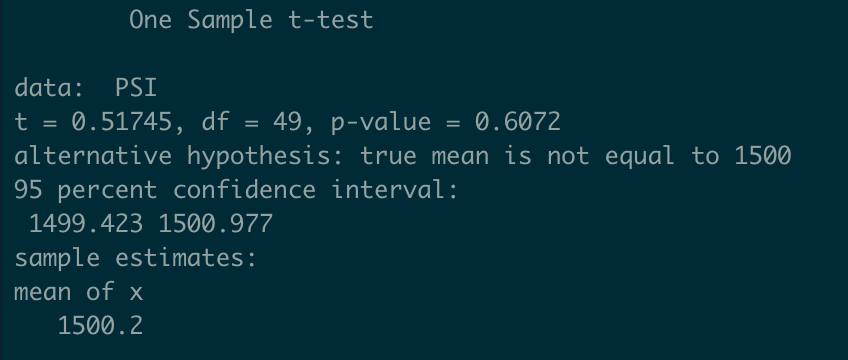 One Sample t-test
data:  PSI
t = 0.51745, df = 49, p-value = 0.6072
alternative hypothesis: true mean is not equal to 1500
95 percent confidence interval:
1499.423 1500.977
sample estimates:
mean of x
1500.2